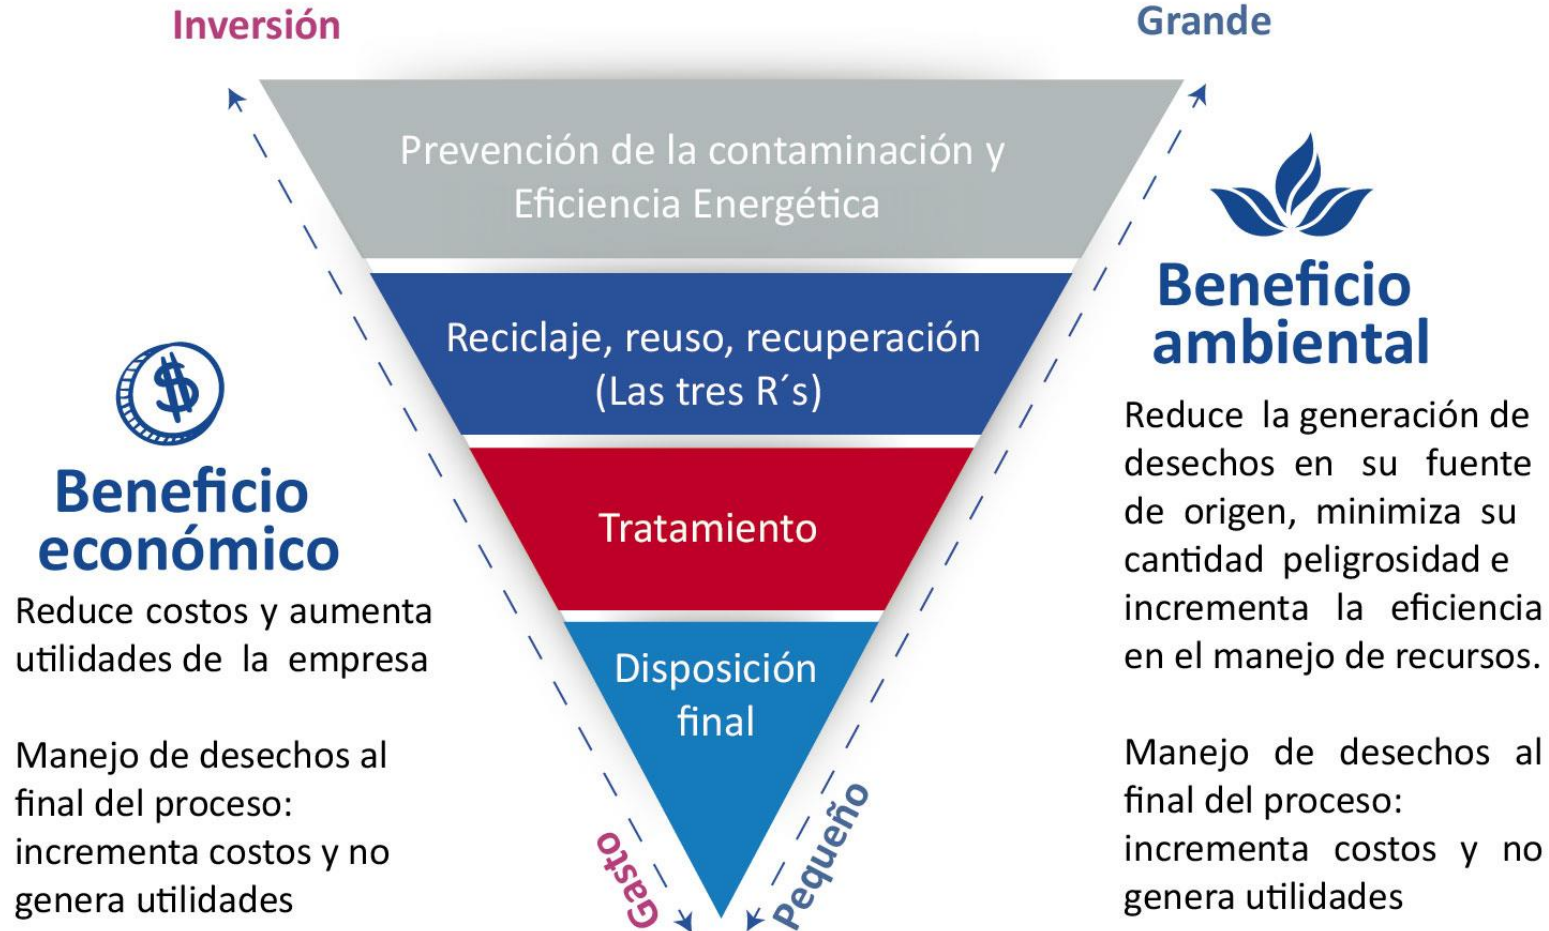 Inversión
Grande
Prevención de la contaminación y
Eficiencia Energética
Reciclaje, reuso, recuperación
(Las tres R´s)
Tratamiento
Disposición
final
Beneficio
económico
Reduce costos y aumenta
utilidades de la empresa
Manejo de desechos al
final del proceso:
incrementa costos y no
genera utilidades
Gasto
Pequeño
Beneficio
ambiental
Reduce la generación de
desechos en su fuente
de origen, minimiza su
cantidad peligrosidad e
incrementa la eficiencia
en el manejo de recursos.
Manejo de desechos al
final del proceso:
incrementa costos y no
genera utilidades